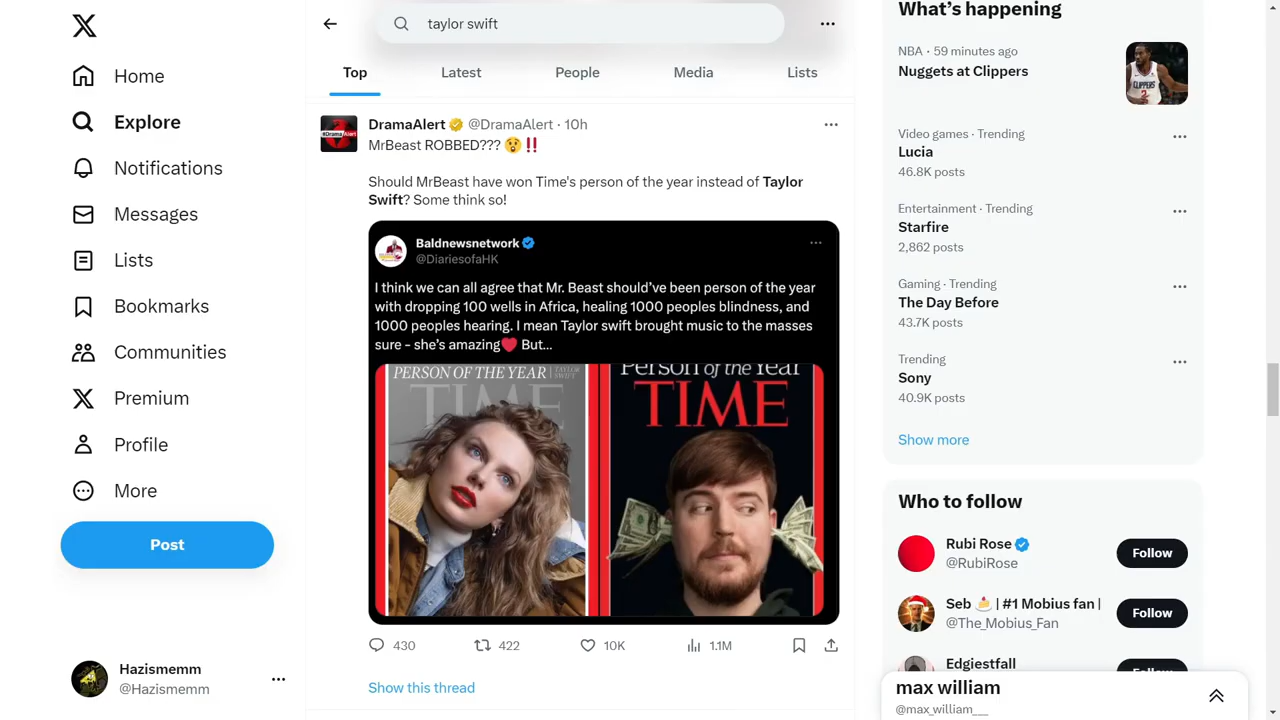 taylor swift
Home
Explore
Notifications
Messages
Lists
Bookmarks
Communities
Premium
Profile
More
Post
Hazismemm
@Hazismemm
Top
Latest
People
Media
Lists
DramaAlert @DramaAlert · 10h
MrBeast ROBBED??? 😲‼️
Should MrBeast have won Time's person of the year instead of Taylor
Swift? Some think so!
Baldnewsnetwork
@DiariesofaHK
I think we can all agree that Mr. Beast should've been person of the year
with dropping 100 wells in Africa, healing 1000 peoples blindness, and
1000 peoples hearing. I mean Taylor swift brought music to the masses
sure - she's amazing❤️ But...
PERSON OF THE YEAR | TAYLOR SWIFT
TIME
Person of the Year
TIME
430
422
10K
1.1M
Show this thread
What's happening
NBA · 59 minutes ago
Nuggets at Clippers
CLIPPERS
2
Video games · Trending
Lucia
46.8K posts
Entertainment · Trending
Starfire
2,862 posts
Gaming · Trending
The Day Before
43.7K posts
Trending
Sony
40.9K posts
Show more
Who to follow
Rubi Rose
@RubiRose
Follow
Seb 🍰 | #1 Mobius fan |
@The_Mobius_Fan
Follow
Edgiestfall
Follow
max william
@max_william___